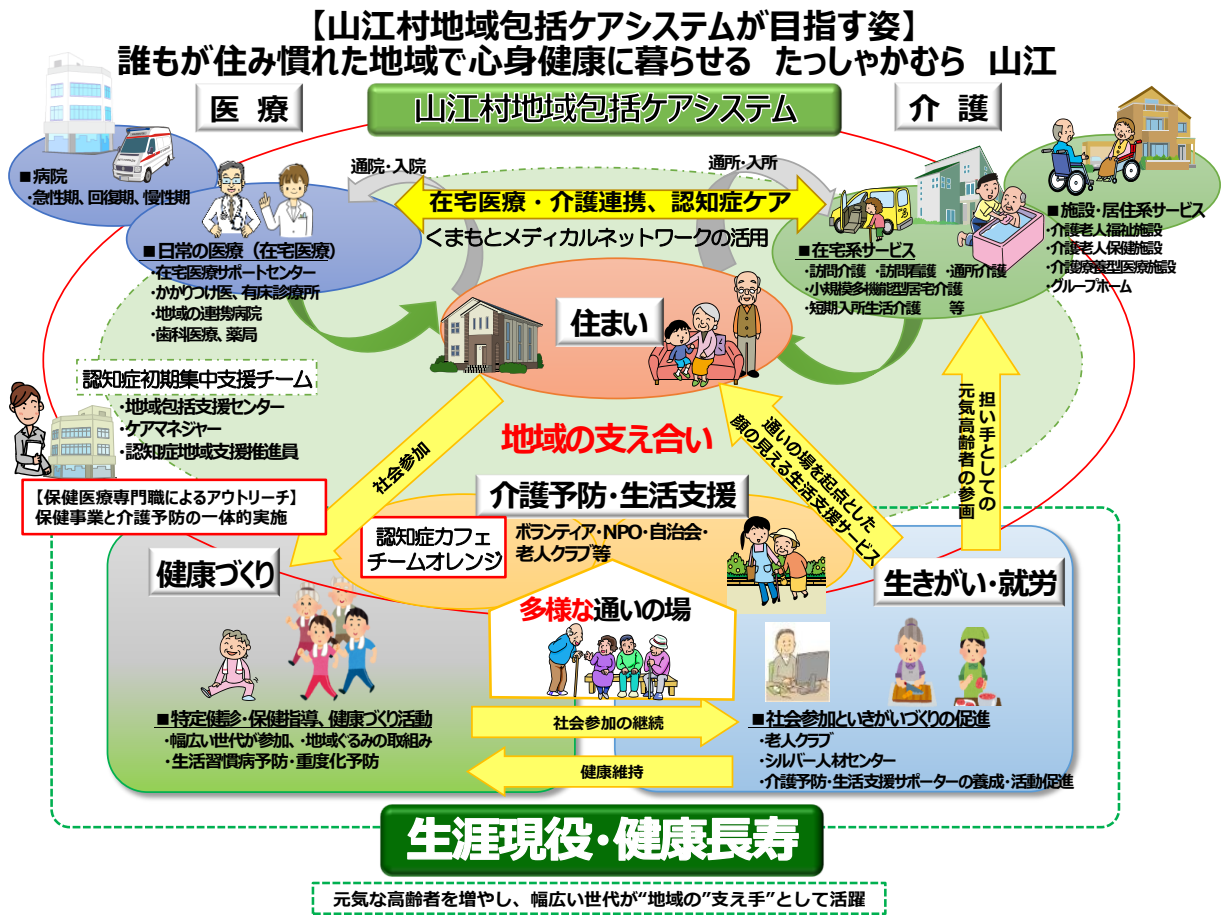 【山江村地域包括ケアシステムが目指す姿】
誰もが住み慣れた地域で心身健康に暮らせる　たっしゃかむら　山江
医 療
山江村地域包括ケアシステム
介 護
■病院
・急性期、回復期、慢性期
通院・入院
通所・入所
在宅医療・介護連携、認知症ケア
くまもとメディカルネットワークの活用
■日常の医療（在宅医療）
・在宅医療サポートセンター
・かかりつけ医、有床診療所
・地域の連携病院
・歯科医療、薬局
■在宅系サービス
・訪問介護 ・訪問看護 ・通所介護
・小規模多機能型居宅介護
・短期入所生活介護　等
■施設・居住系サービス
・介護老人福祉施設
・介護老人保健施設
・介護療養型医療施設
・グループホーム
住まい
認知症初期集中支援チーム
・地域包括支援センター
・ケアマネジャー
・認知症地域支援推進員
【保健医療専門職によるアウトリーチ】
保健事業と介護予防の一体的実施
社会参加
地域の支え合い
通いの場を起点とした
顔の見える生活支援サービス
担い手としての
元気高齢者の参画
介護予防・生活支援
認知症カフェ
チームオレンジ
ボランティア・NPO・自治会・
老人クラブ等
健康づくり
生きがい・就労
多様な通いの場
■特定健診・保健指導、健康づくり活動
・幅広い世代が参加、・地域ぐるみの取組み
・生活習慣病予防・重度化予防
社会参加の継続
健康維持
■社会参加といきがいづくりの促進
・老人クラブ
・シルバー人材センター
・介護予防・生活支援サポーターの養成・活動促進
生涯現役・健康長寿
元気な高齢者を増やし、幅広い世代が“地域の”支え手”として活躍